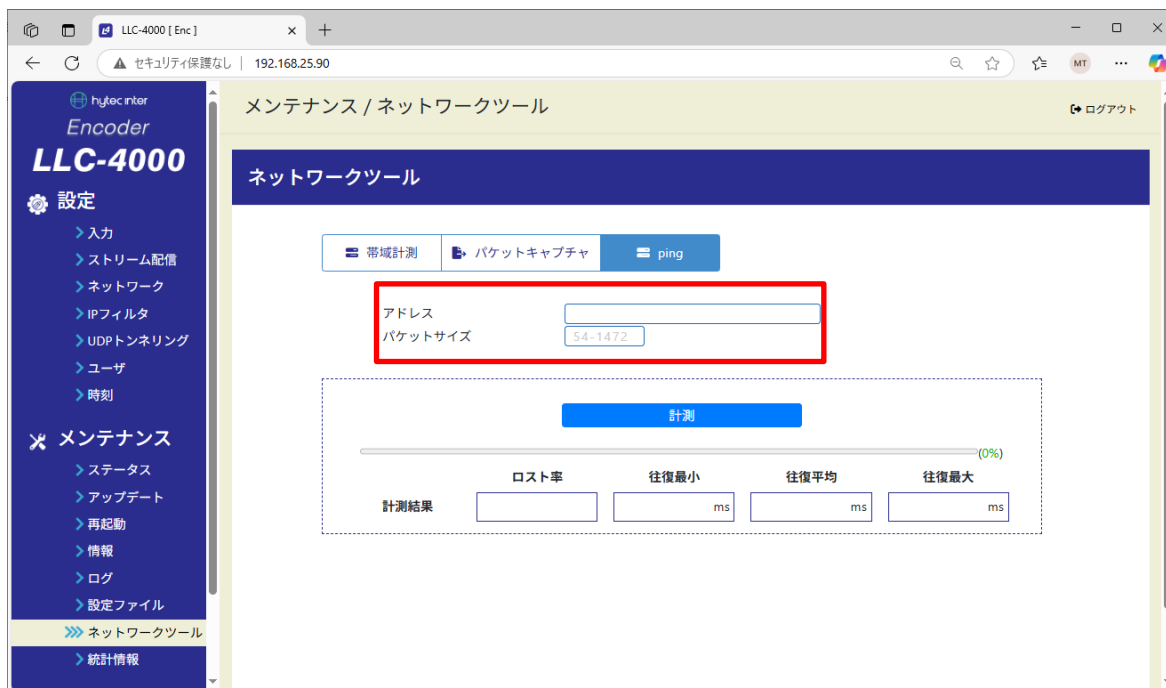 LLC-4000 [ Enc ]
セキュリティ保護なし | 192.168.25.90
MT
hytec inter
Encoder
LLC-4000
設定
入力
ストリーム配信
ネットワーク
IPフィルタ
UDPトンネリング
ユーザ
時刻
メンテナンス
ステータス
アップデート
再起動
情報
ログ
設定ファイル
ネットワークツール
統計情報
メンテナンス / ネットワークツール
ログアウト
ネットワークツール
帯域計測 パケットキャプチャ ping
アドレス
パケットサイズ 54-1472
計測
(0%)
ロスト率 往復最小 往復平均 往復最大
計測結果 ms ms ms